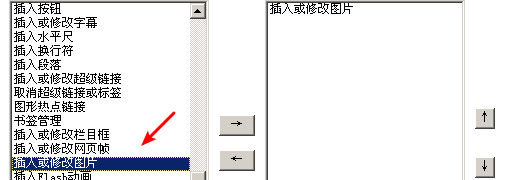 插入按钮
插入或修改字幕
插入水平尺
插入换行符
插入段落
插入或修改超级链接
取消超级链接或标签
图形热点链接
书签管理
插入或修改栏目框
插入或修改网页帧
插入或修改图片
插入Flash动画
插入或修改图片